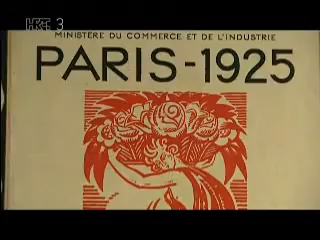 HRT 3
MINISTÈRE DU COMMERCE ET DE L'INDUSTRIE
PARIS-1925